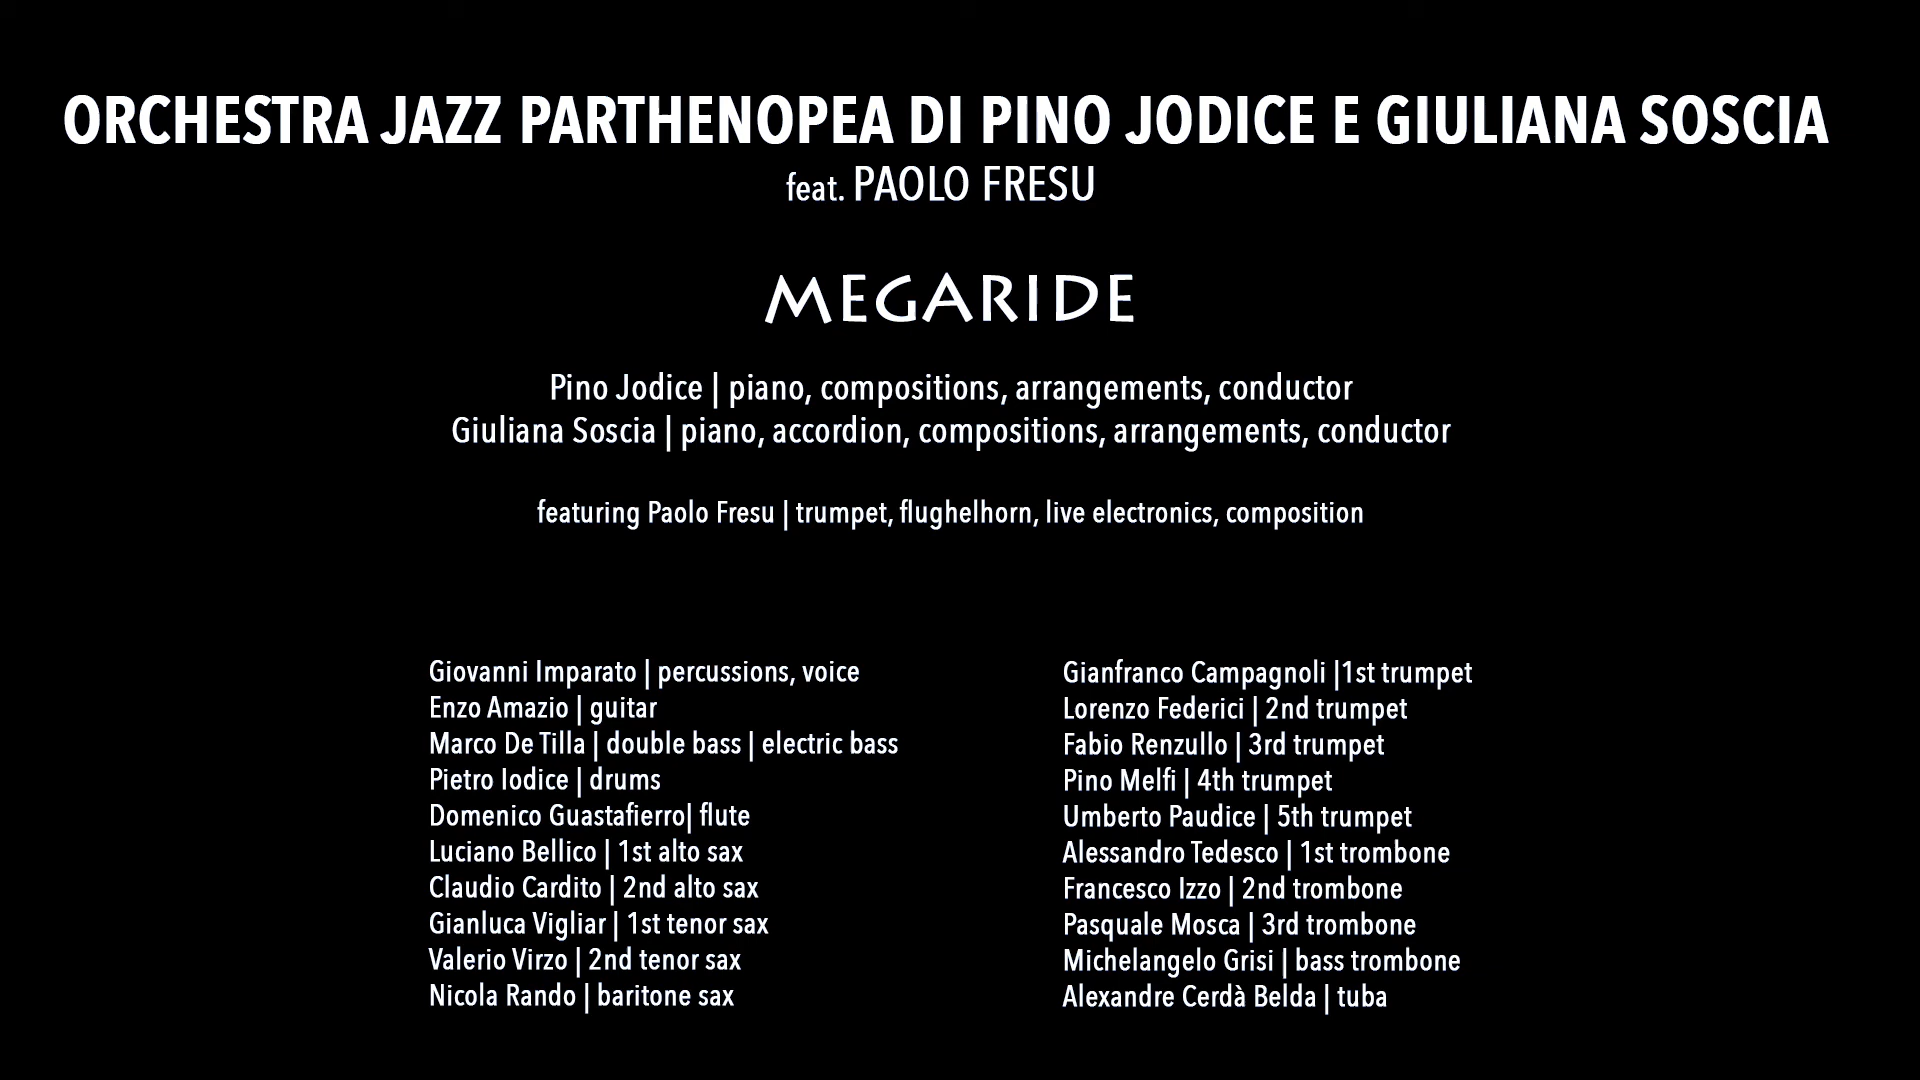 ORCHESTRA JAZZ PARTHENOPEA DI PINO JODICE E GIULIANA SOSCIA
feat. PAOLO FRESU
MEGARIDE
Pino Jodice | piano, compositions, arrangements, conductor
Giuliana Soscia | piano, accordion, compositions, arrangements, conductor
featuring Paolo Fresu | trumpet, flughelhorn, live electronics, composition
Giovanni Imparato | percussions, voice
Enzo Amazio | guitar
Marco De Tilla | double bass | electric bass
Pietro Iodice | drums
Domenico Guastafierro| flute
Luciano Bellico | 1st alto sax
Claudio Cardito | 2nd alto sax
Gianluca Vigliar | 1st tenor sax
Valerio Virzo | 2nd tenor sax
Nicola Rando | baritone sax
Gianfranco Campagnoli |1st trumpet
Lorenzo Federici | 2nd trumpet
Fabio Renzullo | 3rd trumpet
Pino Melfi | 4th trumpet
Umberto Paudice | 5th trumpet
Alessandro Tedesco | 1st trombone
Francesco Izzo | 2nd trombone
Pasquale Mosca | 3rd trombone
Michelangelo Grisi | bass trombone
Alexandre Cerdà Belda | tuba